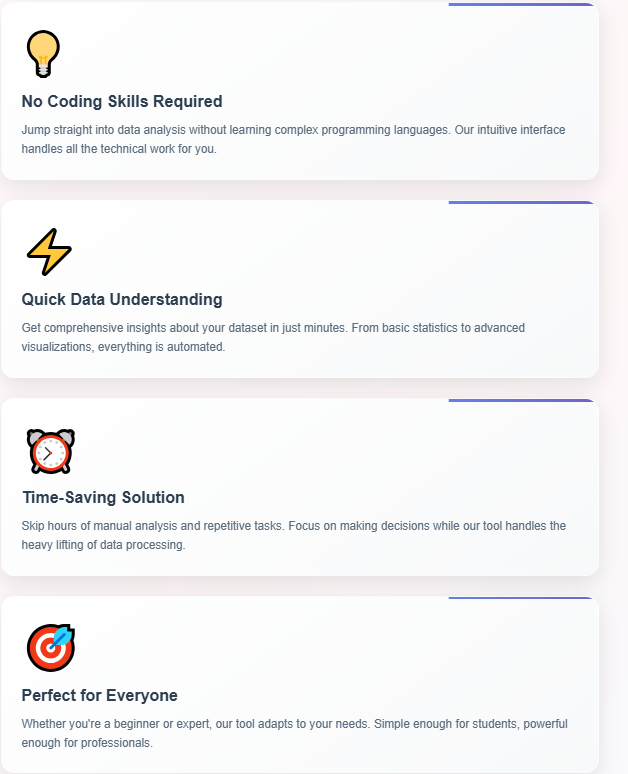 No Coding Skills Required
Jump straight into data analysis without learning complex programming languages. Our intuitive interface
handles all the technical work for you.
Quick Data Understanding
Get comprehensive insights about your dataset in just minutes. From basic statistics to advanced
visualizations, everything is automated.
Time-Saving Solution
Skip hours of manual analysis and repetitive tasks. Focus on making decisions while our tool handles the
heavy lifting of data processing.
Perfect for Everyone
Whether you're a beginner or expert, our tool adapts to your needs. Simple enough for students, powerful
enough for professionals.